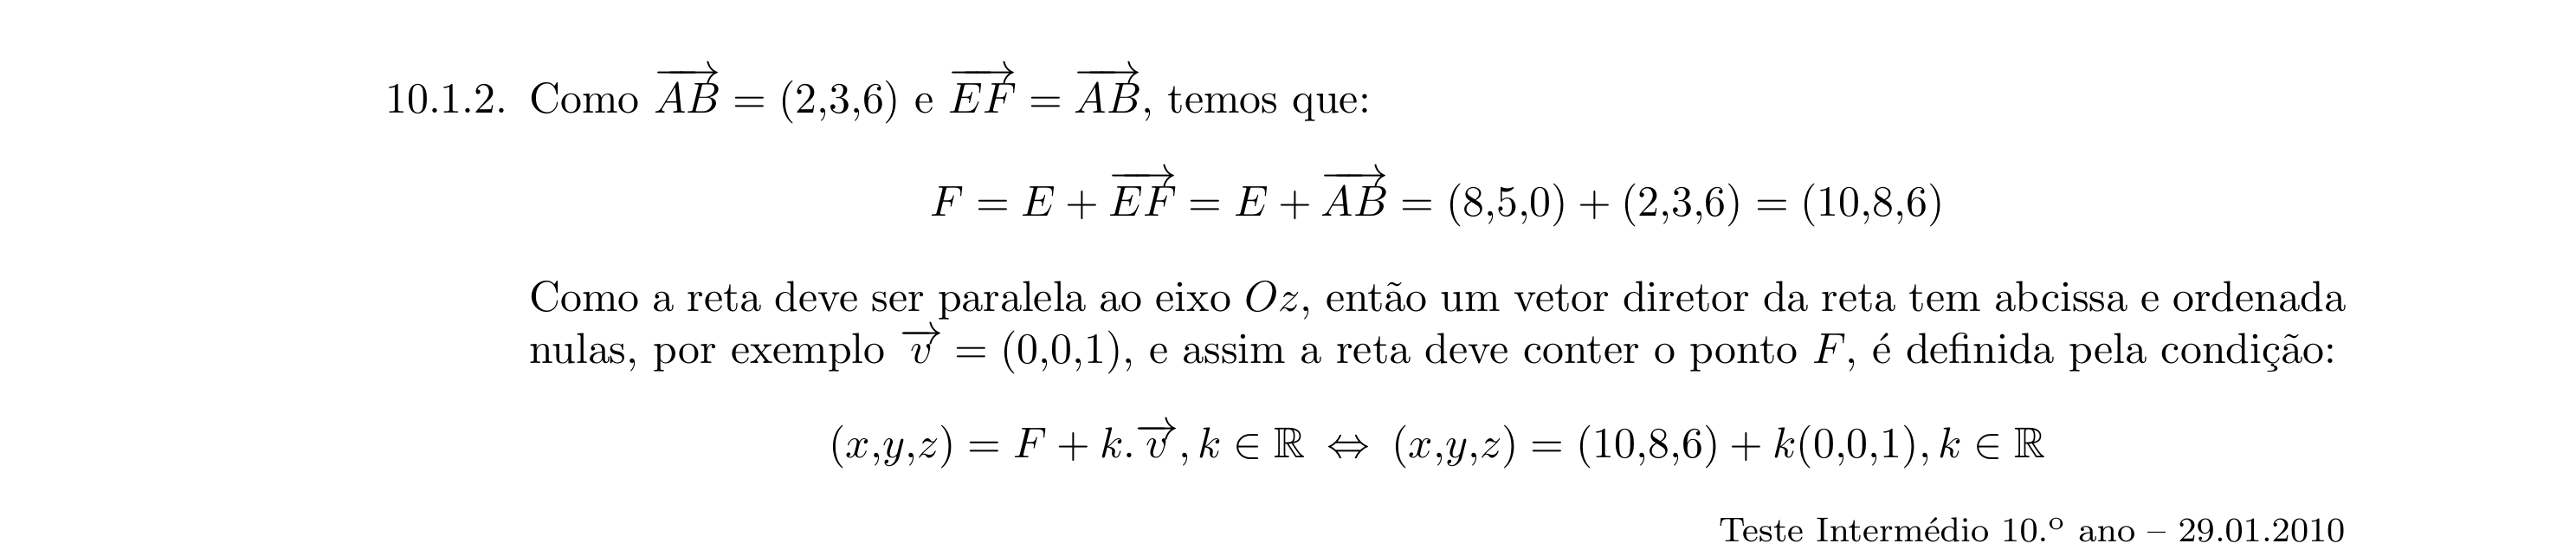 10.1.2. Como $\overrightarrow{AB} = (2,3,6)$ e $\overrightarrow{EF} = \overrightarrow{AB}$, temos que:
$F = E + \overrightarrow{EF} = E + \overrightarrow{AB} = (8,5,0) + (2,3,6) = (10,8,6)$
Como a reta deve ser paralela ao eixo $Oz$, então um vetor diretor da reta tem abcissa e ordenada
nulas, por exemplo $\overrightarrow{v} = (0,0,1)$, e assim a reta deve conter o ponto $F$, é definida pela condição:
$(x,y,z) = F + k.\overrightarrow{v}, k \in \mathbb{R} \Leftrightarrow (x,y,z) = (10,8,6) + k(0,0,1), k \in \mathbb{R}$
Teste Intermédio 10.º ano – 29.01.2010